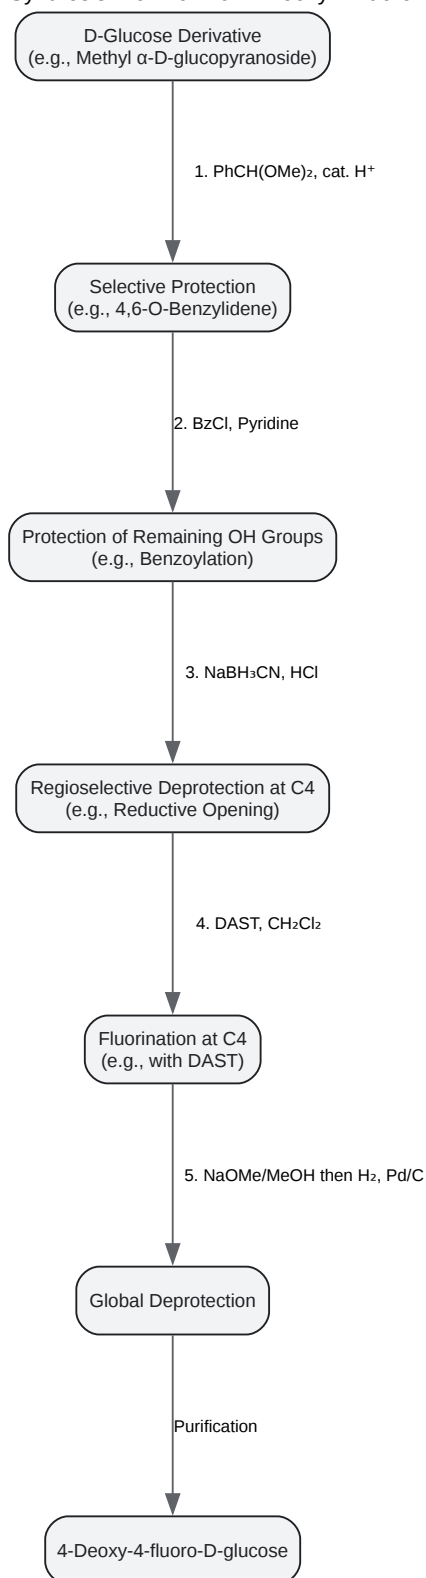 D-Glucose Derivative
(e.g., Methyl α-D-glucopyranoside)
1. PhCH(OMe)₂, cat. H⁺
Selective Protection
(e.g., 4,6-O-Benzylidene)
2. BzCl, Pyridine
Protection of Remaining OH Groups
(e.g., Benzoylation)
3. NaBH₃CN, HCl
Regioselective Deprotection at C4
(e.g., Reductive Opening)
4. DAST, CH₂Cl₂
Fluorination at C4
(e.g., with DAST)
5. NaOMe/MeOH then H₂, Pd/C
Global Deprotection
Purification
4-Deoxy-4-fluoro-D-glucose